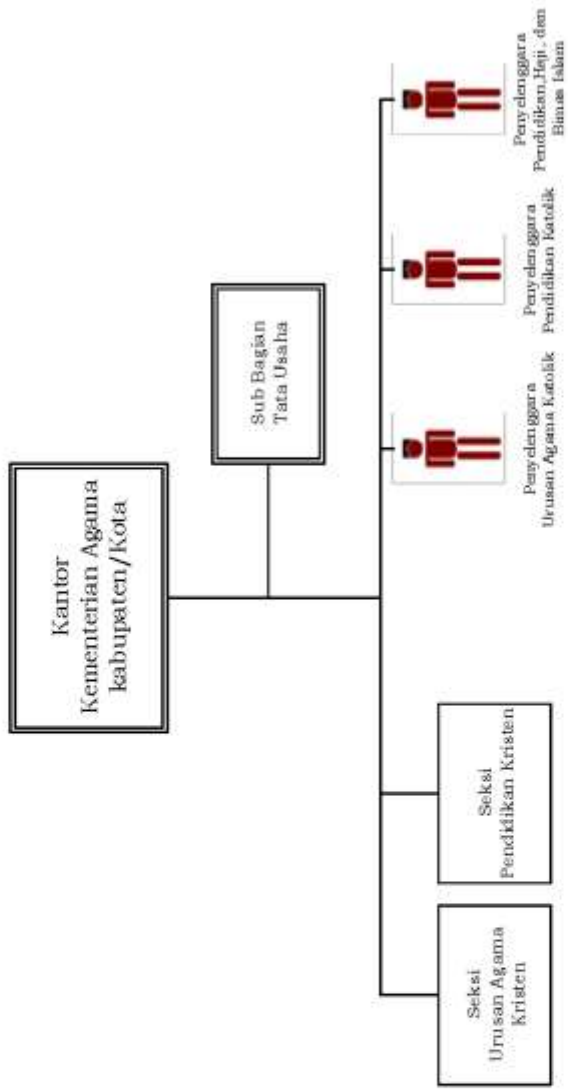 Kantor
Kementerian Agama
kabupaten/Kota
Sub Bagian
Tata Usaha
Seksi
Urusan Agama
Kristen
Seksi
Pendidikan Kristen
Penyelenggara
Urusan Agama Katolik
Penyelenggara
Pendidikan Katolik
Penyelenggara
Pendidikan,Haji, dan
Bimas Islam